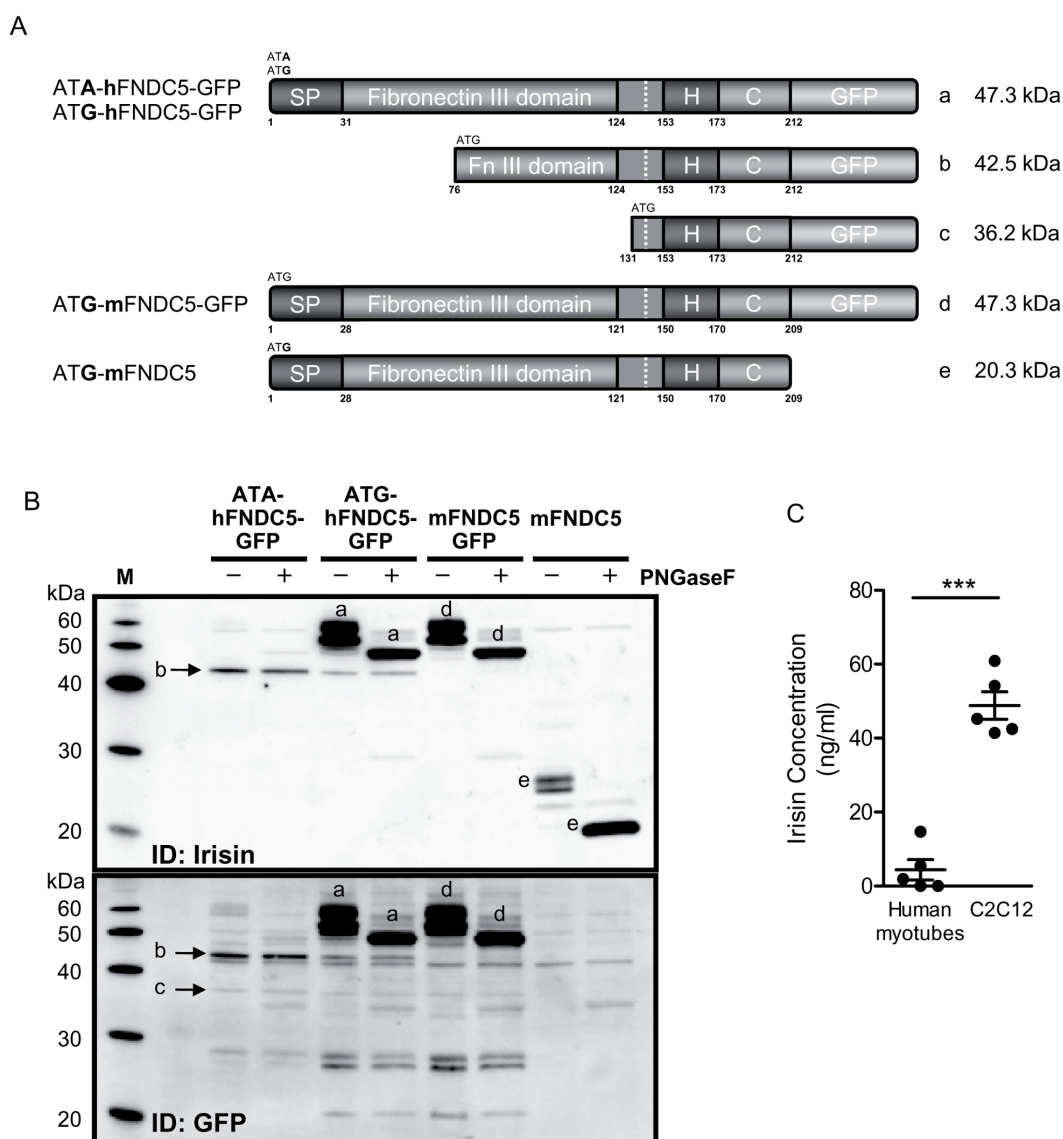 A
ATA
ATG
ATA-hFNDC5-GFP
ATG-hFNDC5-GFP
SP Fibronectin III domain H C GFP a 47.3 kDa
1 31 124 153 173 212
ATG
Fn III domain H C GFP b 42.5 kDa
76 124 153 173 212
ATG
H C GFP c 36.2 kDa
131 153 173 212
ATG
ATG-mFNDC5-GFP SP Fibronectin III domain H C GFP d 47.3 kDa
1 28 121 150 170 209
ATG
ATG-mFNDC5 SP Fibronectin III domain H C e 20.3 kDa
1 28 121 150 170 209
B
ATA-
hFNDC5-
GFP
ATG-
hFNDC5-
GFP
mFNDC5
GFP
mFNDC5
M − + − + − + − + PNGaseF
kDa
60
50
40
30
20
a
a
d
d
b
e
e
ID: Irisin
kDa
60
50
40
30
20
a
a
d
d
b
c
ID: GFP
C
***
Irisin Concentration
(ng/ml)
80
60
40
20
0
Human
myotubes
C2C12